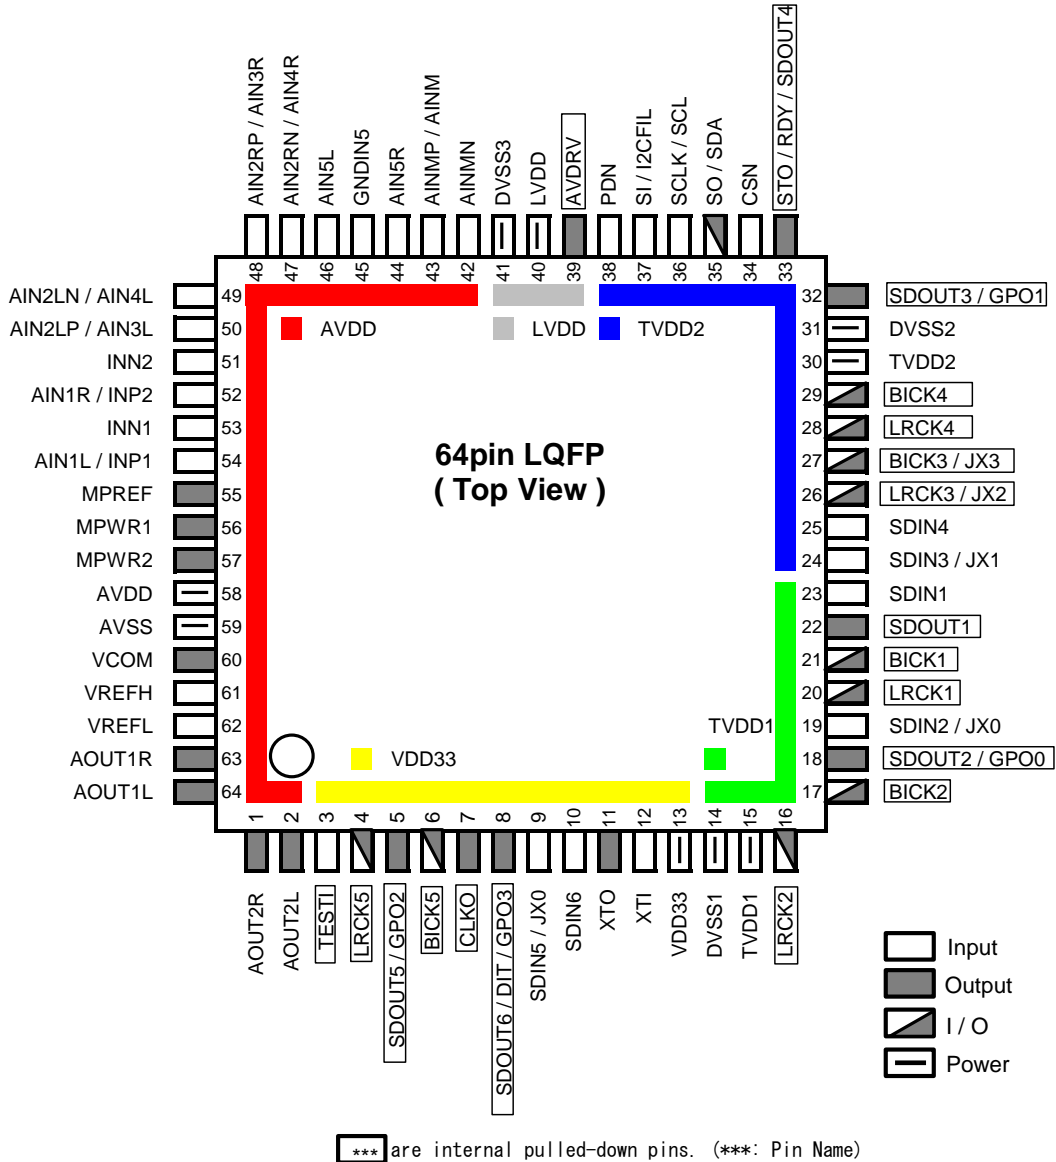 AIN2RP / AIN3R
AIN2RN / AIN4R
AIN5L
GNDIN5
AIN5R
AINMP / AINM
AINMN
DVSS3
LVDD
AVDRV
PDN
SI / I2CFIL
SCLK / SCL
SO / SDA
CSN
STO / RDY / SDOUT4
48
47
46
45
44
43
42
41
40
39
38
37
36
35
34
33
AIN2LN / AIN4L 49
AIN2LP / AIN3L 50
INN2 51
AIN1R / INP2 52
INN1 53
AIN1L / INP1 54
MPREF 55
MPWR1 56
MPWR2 57
AVDD 58
AVSS 59
VCOM 60
VREFH 61
VREFL 62
AOUT1R 63
AOUT1L 64
AVDD
LVDD
TVDD2
64pin LQFP
( Top View )
VDD33
TVDD1
32 SDOUT3 / GPO1
31 DVSS2
30 TVDD2
29 BICK4
28 LRCK4
27 BICK3 / JX3
26 LRCK3 / JX2
25 SDIN4
24 SDIN3 / JX1
23 SDIN1
22 SDOUT1
21 BICK1
20 LRCK1
19 SDIN2 / JX0
18 SDOUT2 / GPO0
17 BICK2
1
2
3
4
5
6
7
8
9
10
11
12
13
14
15
16
AOUT2R
AOUT2L
TESTI
LRCK5
SDOUT5 / GPO2
BICK5
CLKO
SDOUT6 / DIT / GPO3
SDIN5 / JX0
SDIN6
XTO
XTI
VDD33
DVSS1
TVDD1
LRCK2
Input
Output
I / O
Power
*** are internal pulled-down pins. (***: Pin Name)